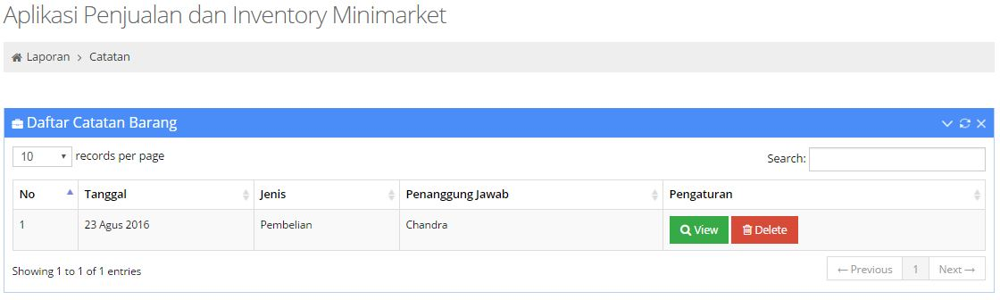 Aplikasi Penjualan dan Inventory Minimarket
Laporan > Catatan
Daftar Catatan Barang
10 records per page
Search:
No Tanggal Jenis Penanggung Jawab Pengaturan
1 23 Agus 2016 Pembelian Chandra View Delete
Showing 1 to 1 of 1 entries
← Previous 1 Next →